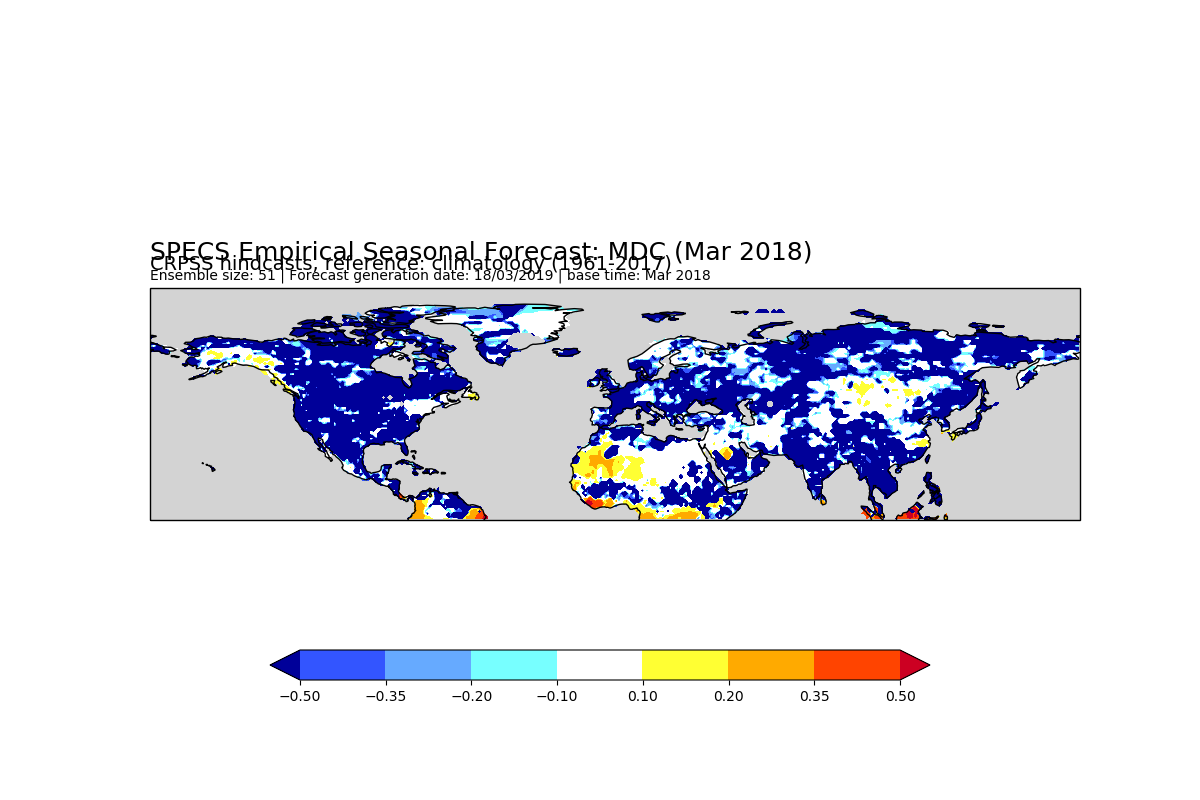 SPECS Empirical Seasonal Forecast: MDC (Mar 2018)
CRPSS hindcasts, reference: climatology (1961-2017)
Ensemble size: 51 | Forecast generation date: 18/03/2019 | base time: Mar 2018
−0.50 −0.35 −0.20 −0.10 0.10 0.20 0.35 0.50